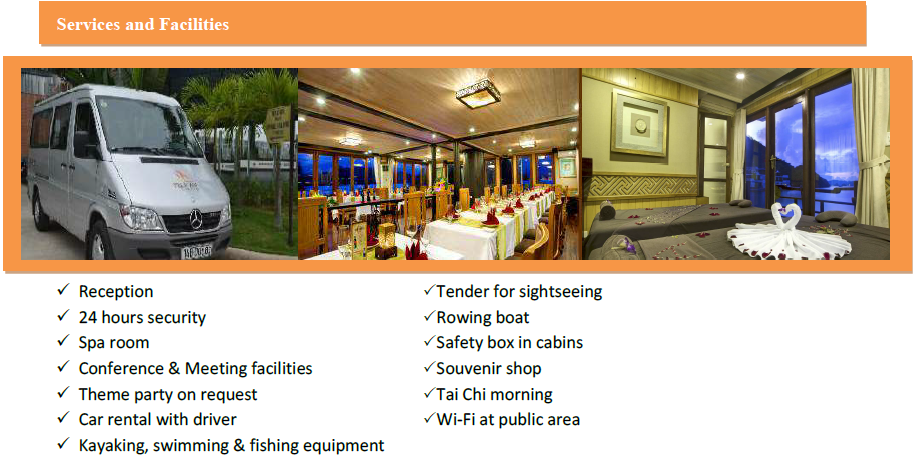 Services and Facilities
✓ Reception
✓ 24 hours security
✓ Spa room
✓ Conference & Meeting facilities
✓ Theme party on request
✓ Car rental with driver
✓ Kayaking, swimming & fishing equipment
✓Tender for sightseeing
✓Rowing boat
✓Safety box in cabins
✓Souvenir shop
✓Tai Chi morning
✓Wi-Fi at public area